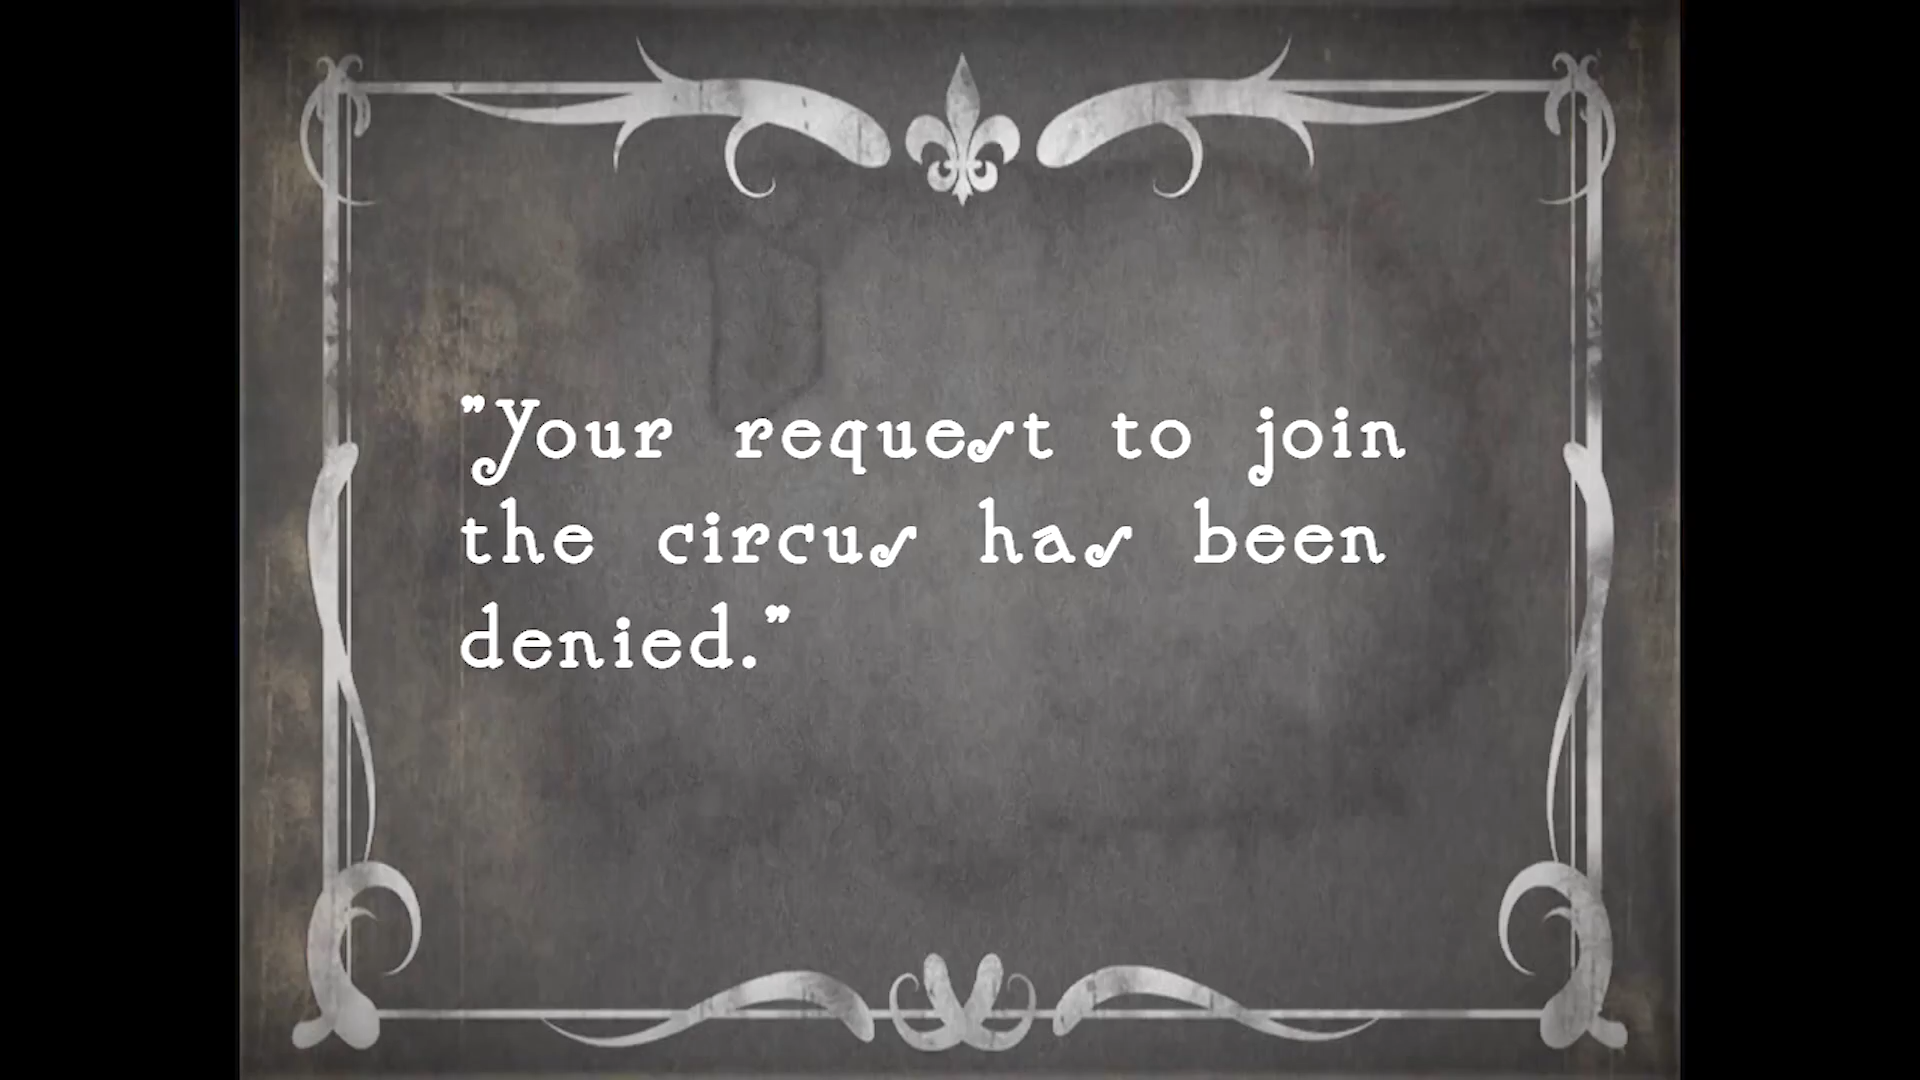 "Your request to join
the circus has been
denied."